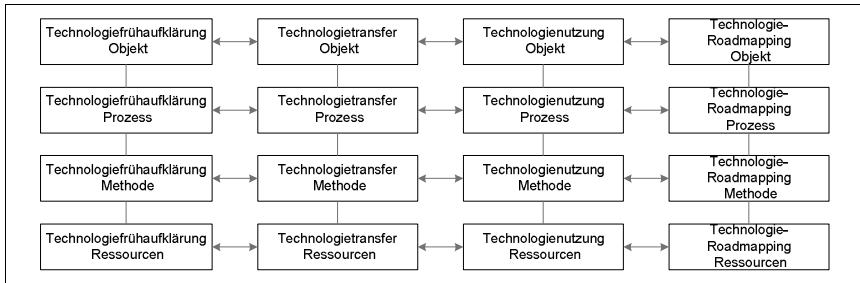 Technologiefrühaufklärung
Objekt
Technologietransfer
Objekt
Technologienutzung
Objekt
Technologie-
Roadmapping
Objekt
Technologiefrühaufklärung
Prozess
Technologietransfer
Prozess
Technologienutzung
Prozess
Technologie-
Roadmapping
Prozess
Technologiefrühaufklärung
Methode
Technologietransfer
Methode
Technologienutzung
Methode
Technologie-
Roadmapping
Methode
Technologiefrühaufklärung
Ressourcen
Technologietransfer
Ressourcen
Technologienutzung
Ressourcen
Technologie-
Roadmapping
Ressourcen